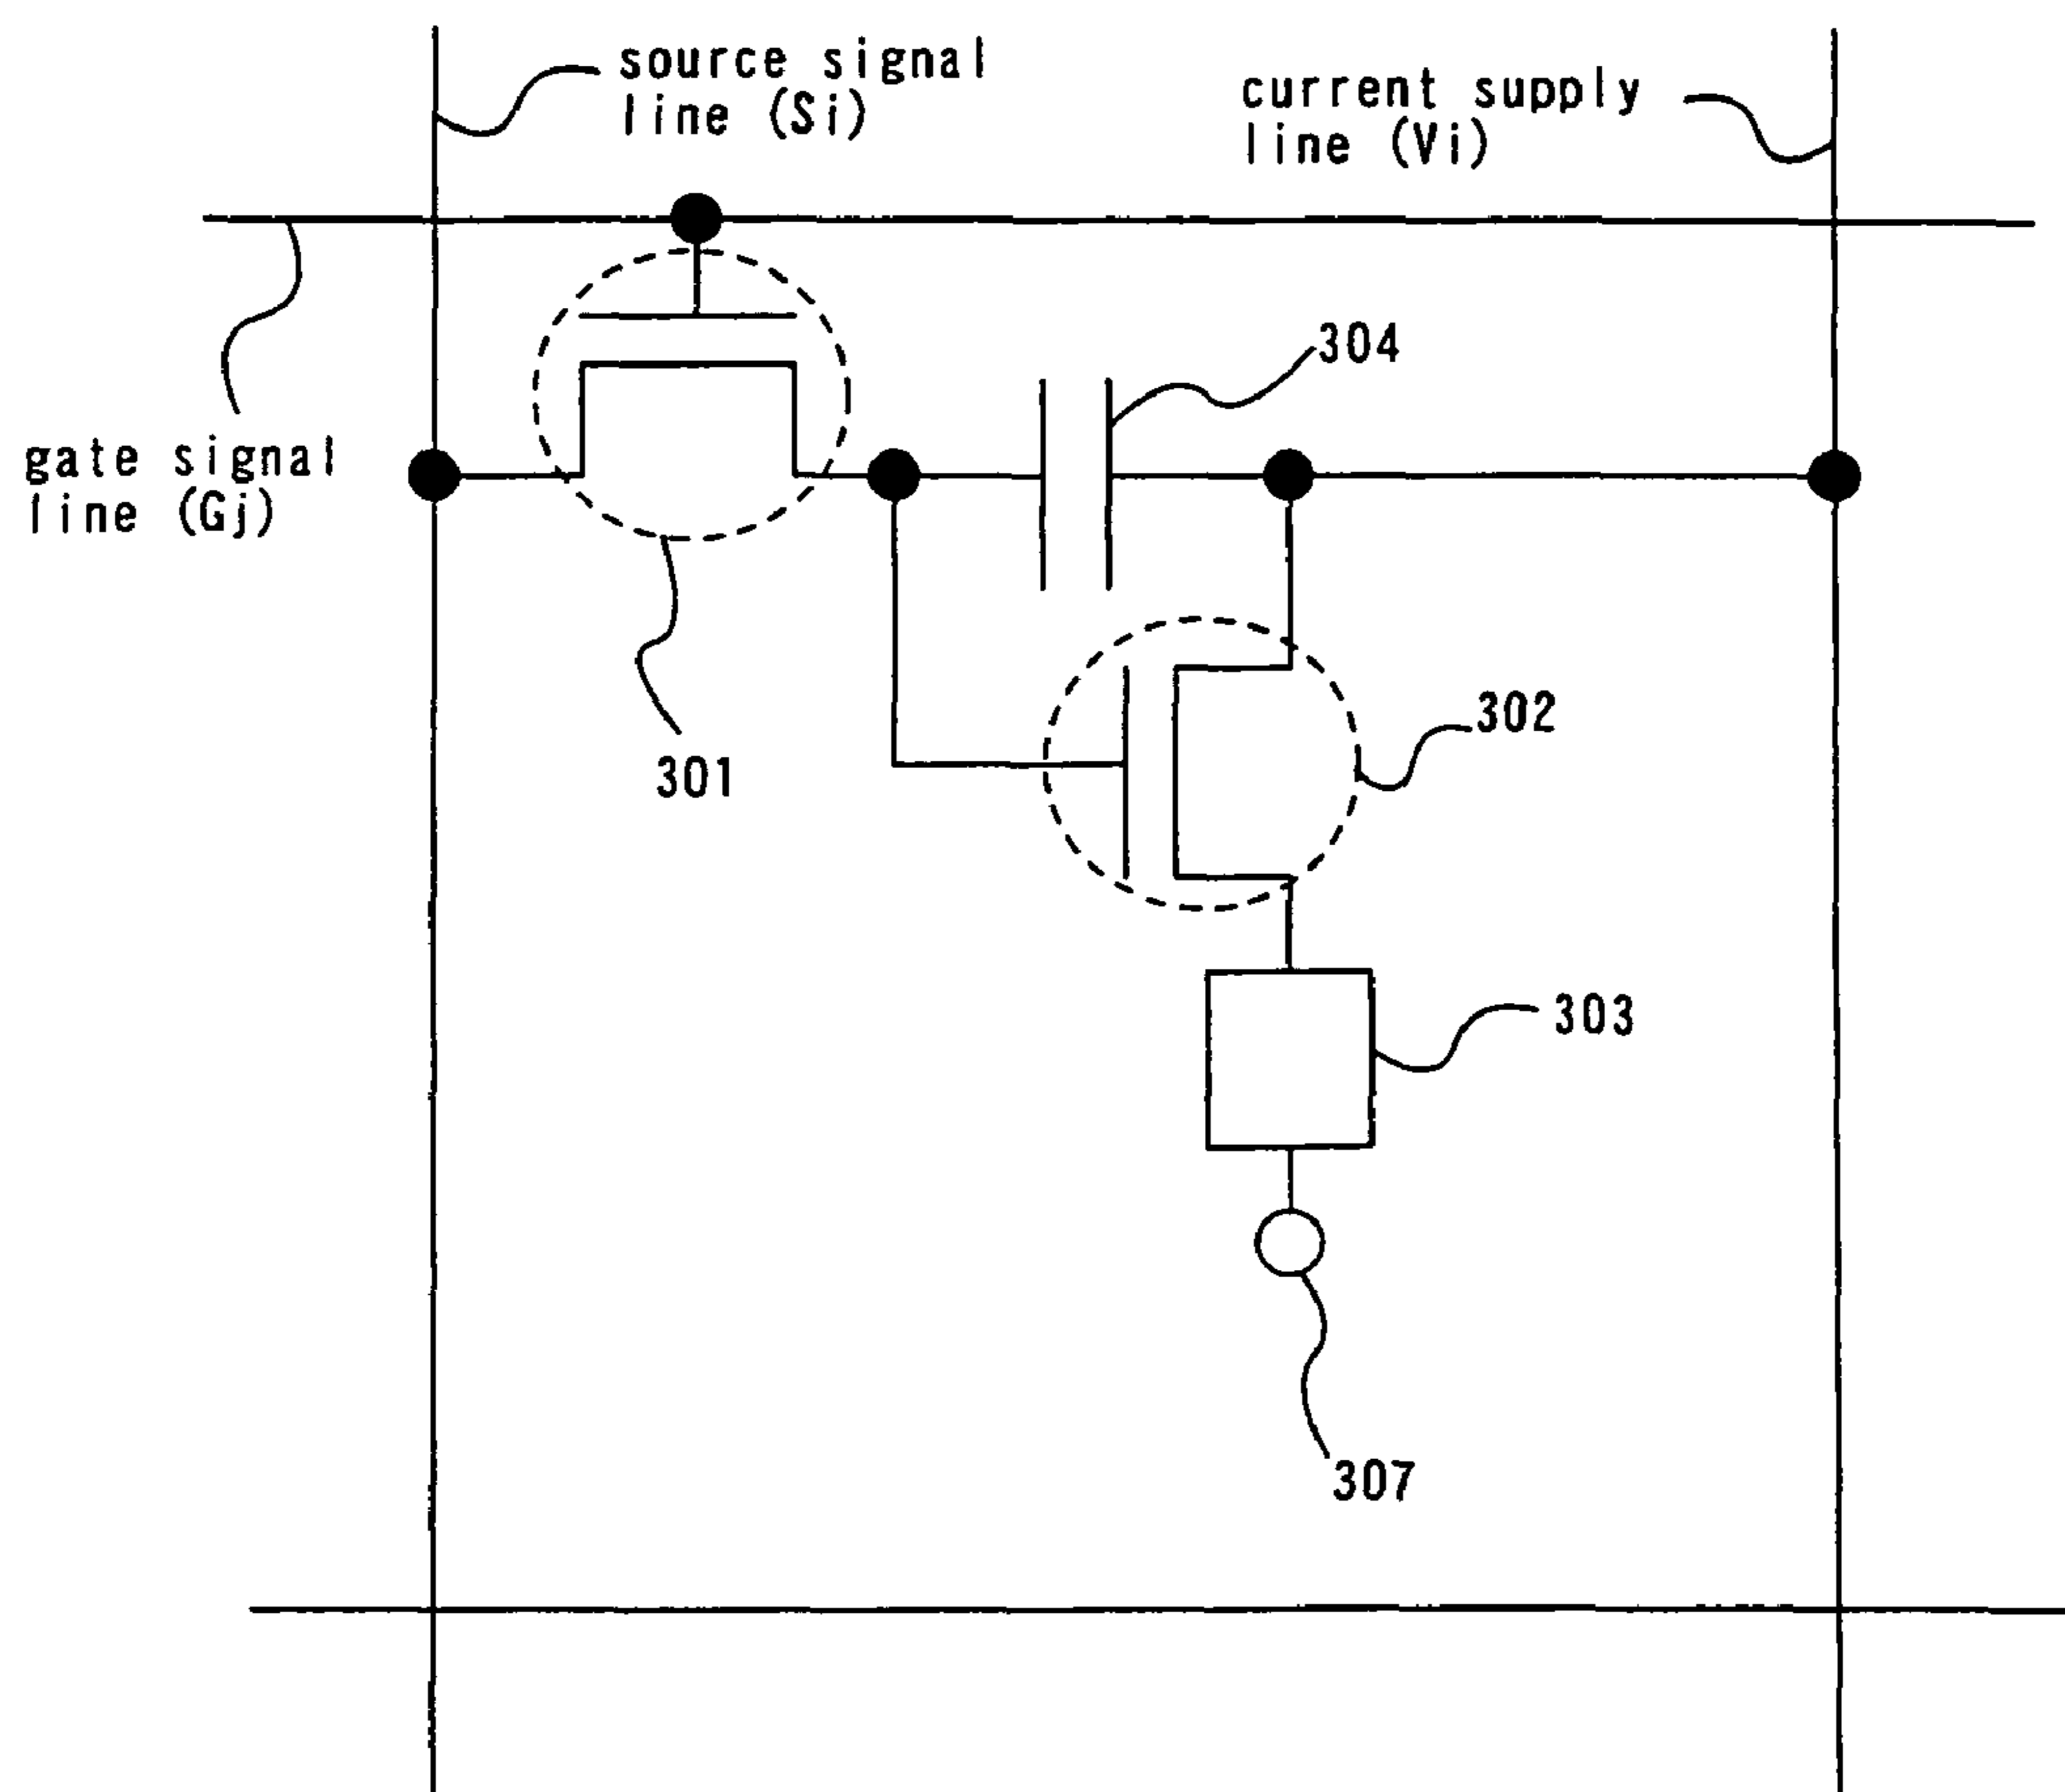 source signal
line (Si)
current supply
line (Vi)
304
gate signal
line (Gj)
302
301
303
307